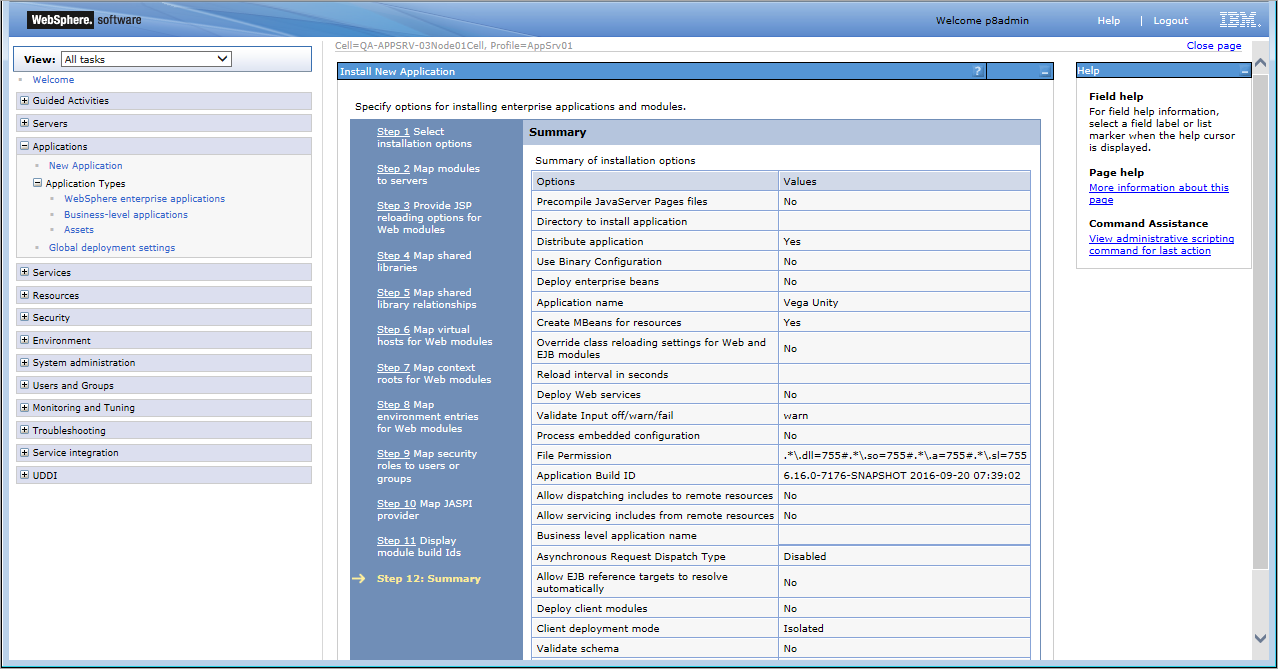 WebSphere. software
Welcome p8admin
Help | Logout
IBM.
View: All tasks
Cell=QA-APPSRV-03Node01Cell, Profile=AppSrv01
Close page
Welcome
Guided Activities
Servers
Applications
New Application
Application Types
WebSphere enterprise applications
Business-level applications
Assets
Global deployment settings
Services
Resources
Security
Environment
System administration
Users and Groups
Monitoring and Tuning
Troubleshooting
Service integration
UDDI
Install New Application
?
Specify options for installing enterprise applications and modules.
Step 1 Select
installation options
Step 2 Map modules
to servers
Step 3 Provide JSP
reloading options for
Web modules
Step 4 Map shared
libraries
Step 5 Map shared
library relationships
Step 6 Map virtual
hosts for Web modules
Step 7 Map context
roots for Web modules
Step 8 Map
environment entries
for Web modules
Step 9 Map security
roles to users or
groups
Step 10 Map JASPI
provider
Step 11 Display
module build Ids
Step 12: Summary
Summary
Summary of installation options
Options Values
Precompile JavaServer Pages files No
Directory to install application
Distribute application Yes
Use Binary Configuration No
Deploy enterprise beans No
Application name Vega Unity
Create MBeans for resources Yes
Override class reloading settings for Web and
EJB modules No
Reload interval in seconds
Deploy Web services No
Validate Input off/warn/fail warn
Process embedded configuration No
File Permission .*\.dll=755#.*\.so=755#.*\.a=755#.*\.sl=755
Application Build ID 6.16.0-7176-SNAPSHOT 2016-09-20 07:39:02
Allow dispatching includes to remote resources No
Allow servicing includes from remote resources No
Business level application name
Asynchronous Request Dispatch Type Disabled
Allow EJB reference targets to resolve
automatically No
Deploy client modules No
Client deployment mode Isolated
Validate schema No
Help
Field help
For field help information,
select a field label or list
marker when the help cursor
is displayed.
Page help
More information about this
page
Command Assistance
View administrative scripting
command for last action